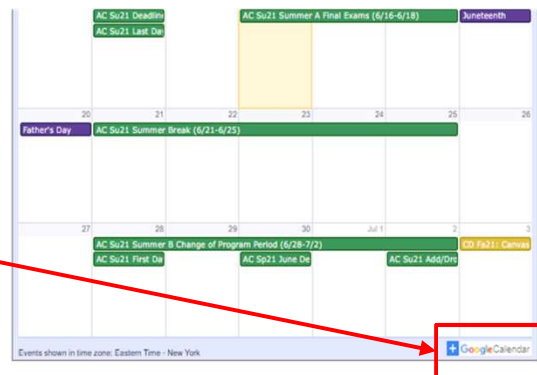 AC Su21 Deadlin AC Su21 Summer A Final Exams (6/16-6/18) Juneteenth
AC Su21 Last Da
20 21 22 23 24 25 26
Father's Day AC Su21 Summer Break (6/21-6/25)
27 28 29 30 Jul 1 2 3
AC Su21 Summer B Change of Program Period (6/28-7/2) CD Fa21: Canvas
AC Su21 First Da AC Sp21 June De AC Su21 Add/Dro
Events shown in time zone: Eastern Time - New York + GoogleCalendar